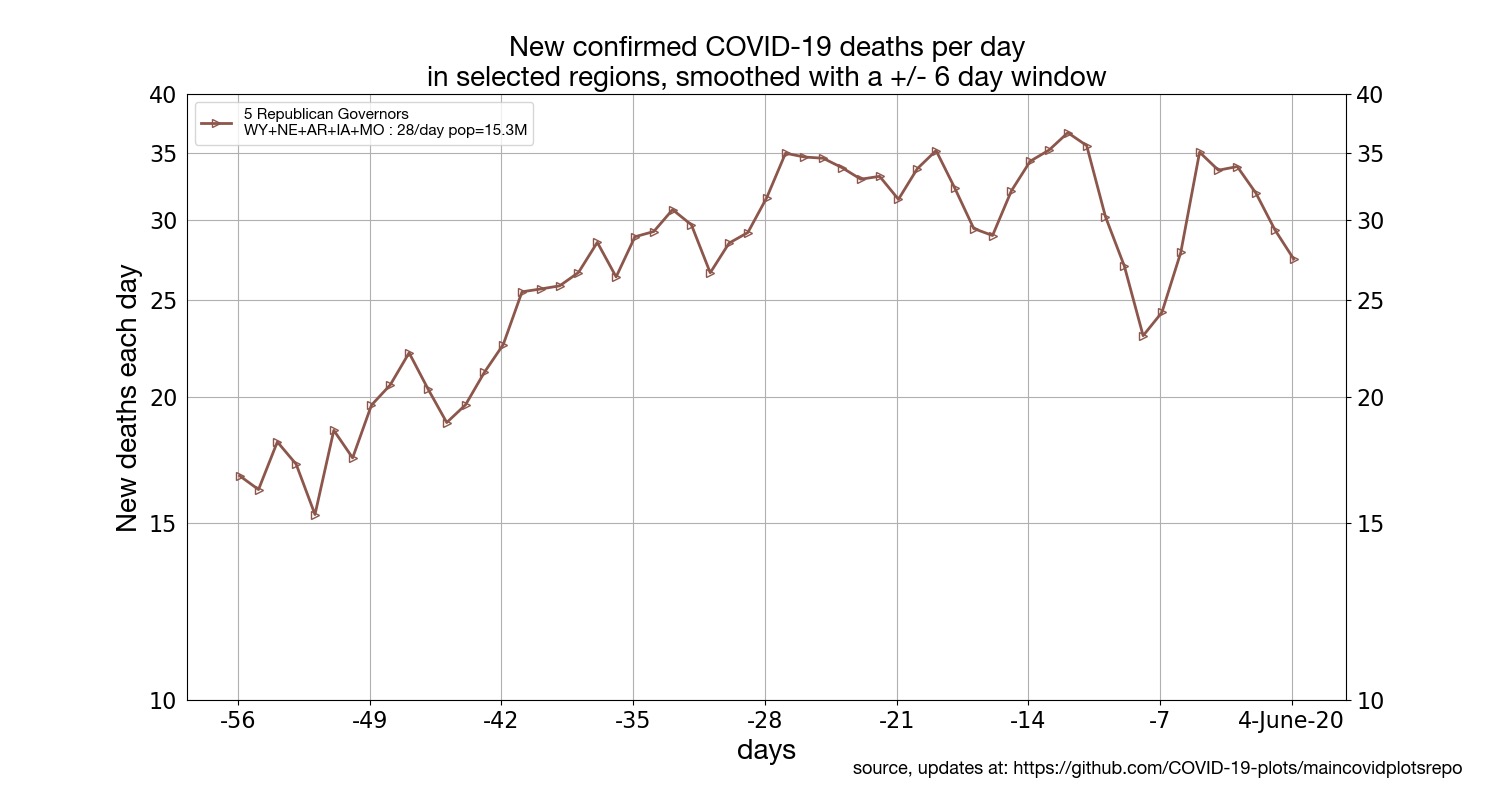 New confirmed COVID-19 deaths per day
in selected regions, smoothed with a +/- 6 day window
5 Republican Governors
WY+NE+AR+IA+MO : 28/day pop=15.3M
New deaths each day
40
35
30
25
20
15
10
40
35
30
25
20
15
10
-56 -49 -42 -35 -28 -21 -14 -7 4-June-20
days
source, updates at: https://github.com/COVID-19-plots/maincovidplotsrepo